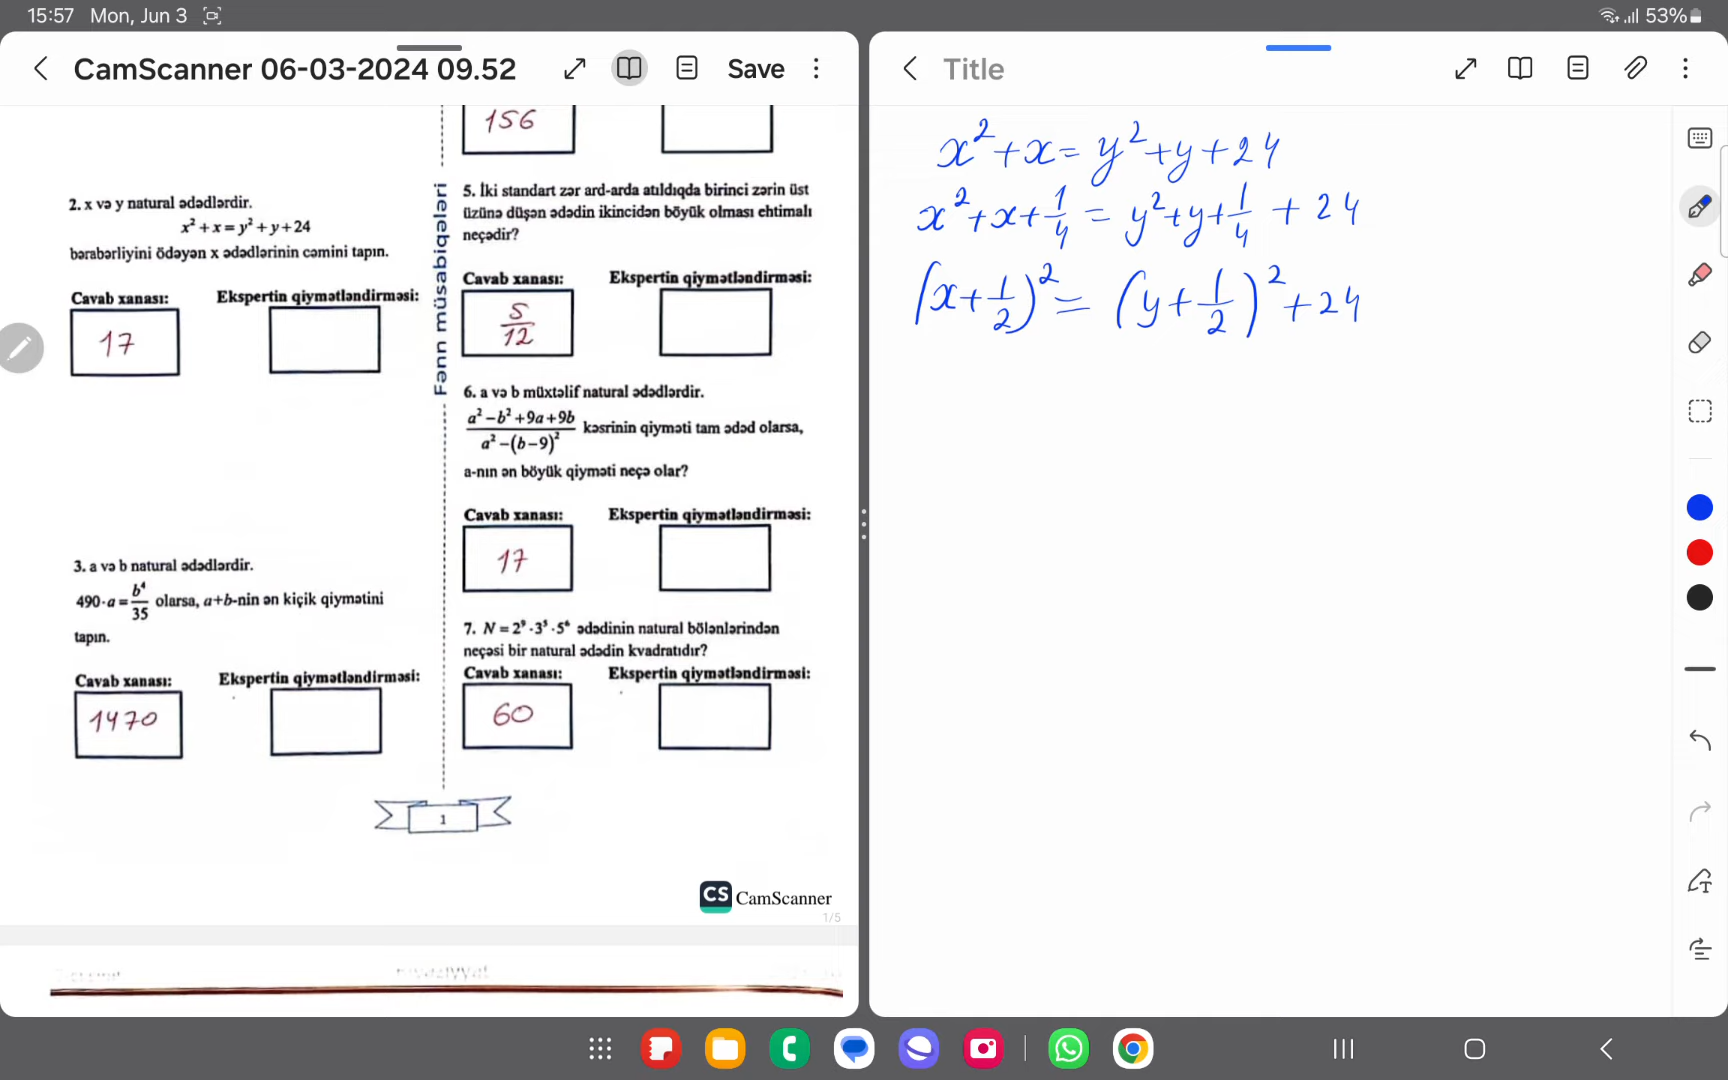 15:57 Mon, Jun 3
53%
CamScanner 06-03-2024 09.52
Save
156
2. x və y natural ədədlərdir.
x² + x = y² + y + 24
bərabərliyini ödəyən x ədədlərinin cəmini tapın.
Cavab xanası: Ekspertin qiymətləndirməsi:
17
3. a və b natural ədədlərdir.
490·a = b⁴/35 olarsa, a+b-nin ən kiçik qiymətini
tapın.
Cavab xanası: Ekspertin qiymətləndirməsi:
1470
Fənn müsabiqələri
5. İki standart zər ard-arda atıldıqda birinci zərin üst
üzünə düşən ədədin ikincidən böyük olması ehtimalı
neçədir?
Cavab xanası: Ekspertin qiymətləndirməsi:
5/12
6. a və b müxtəlif natural ədədlərdir.
(a² − b² + 9a + 9b)/(a² − (b − 9)²) kəsrinin qiyməti tam ədəd olarsa,
a-nın ən böyük qiyməti neçə olar?
Cavab xanası: Ekspertin qiymətləndirməsi:
17
7. N = 2⁹ · 3⁵ · 5⁶ ədədinin natural bölənlərindən
neçəsi bir natural ədədin kvadratıdır?
Cavab xanası: Ekspertin qiymətləndirməsi:
60
1
CS CamScanner
1/5
Title
x² + x = y² + y + 24
x² + x + 1/4 = y² + y + 1/4 + 24
(x + 1/2)² = (y + 1/2)² + 24